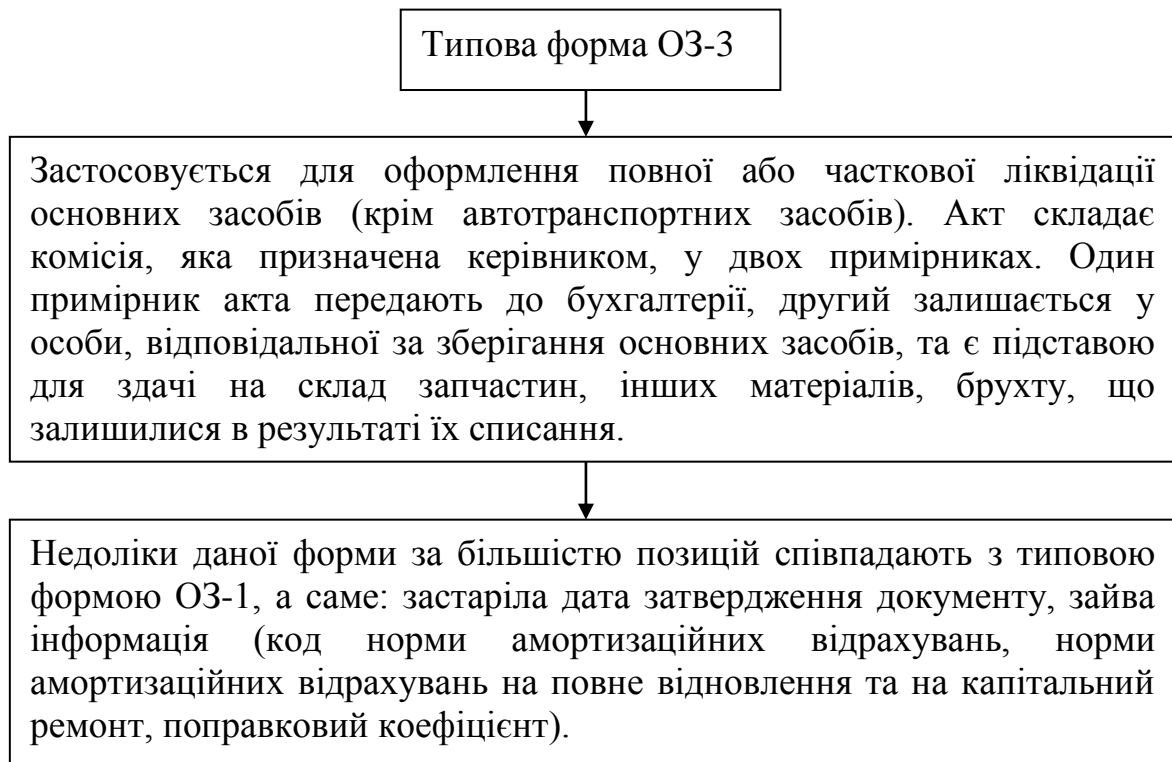 Типова форма ОЗ-3
Застосовується для оформлення повної або часткової ліквідації
основних засобів (крім автотранспортних засобів). Акт складає
комісія, яка призначена керівником, у двох примірниках. Один
примірник акта передають до бухгалтерії, другий залишається у
особи, відповідальної за зберігання основних засобів, та є підставою
для здачі на склад запчастин, інших матеріалів, брухту, що
залишилися в результаті їх списання.
Недоліки даної форми за більшістю позицій співпадають з типовою
формою ОЗ-1, а саме: застаріла дата затвердження документу, зайва
інформація (код норми амортизаційних відрахувань, норми
амортизаційних відрахувань на повне відновлення та на капітальний
ремонт, поправковий коефіцієнт).